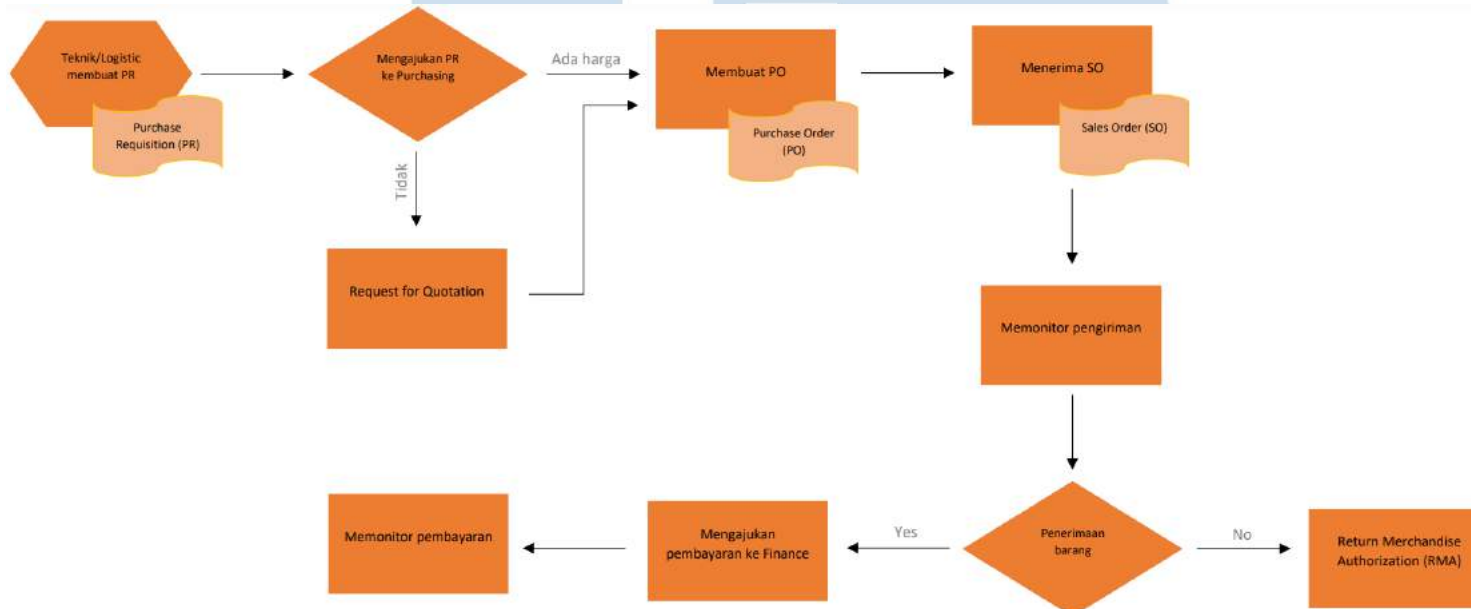 Teknik/Logistic
membuat PR
Purchase
Requisition (PR)
Mengajukan PR
ke Purchasing
Ada harga
Membuat PO
Purchase Order
(PO)
Menerima SO
Sales Order (SO)
Tidak
Request for Quotation
Memonitor pengiriman
Memonitor pembayaran
Mengajukan
pembayaran ke Finance
Yes
Penerimaan
barang
No
Return Merchandise
Authorization (RMA)